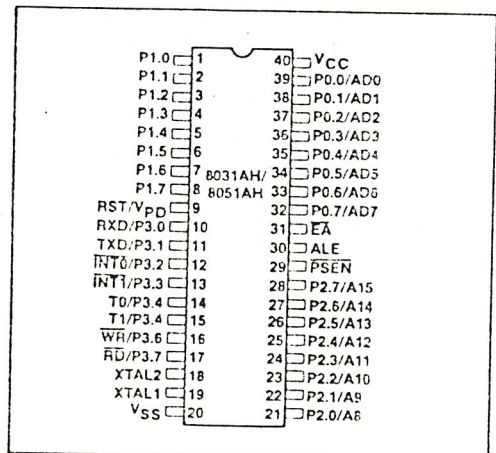 P1.0 1 40 VCC
P1.1 2 39 P0.0/AD0
P1.2 3 38 P0.1/AD1
P1.3 4 37 P0.2/AD2
P1.4 5 36 P0.3/AD3
P1.5 6 35 P0.4/AD4
P1.6 7 8031AH/ 34 P0.5/AD5
P1.7 8 8051AH 33 P0.6/AD6
RST/VPD 9 32 P0.7/AD7
RXD/P3.0 10 31 E̅A̅
TXD/P3.1 11 30 ALE
I̅N̅T̅0̅/P3.2 12 29 P̅S̅E̅N̅
I̅N̅T̅1̅/P3.3 13 28 P2.7/A15
T0/P3.4 14 27 P2.6/A14
T1/P3.4 15 26 P2.5/A13
W̅R̅/P3.6 16 25 P2.4/A12
R̅D̅/P3.7 17 24 P2.3/A11
XTAL2 18 23 P2.2/A10
XTAL1 19 22 P2.1/A9
VSS 20 21 P2.0/A8